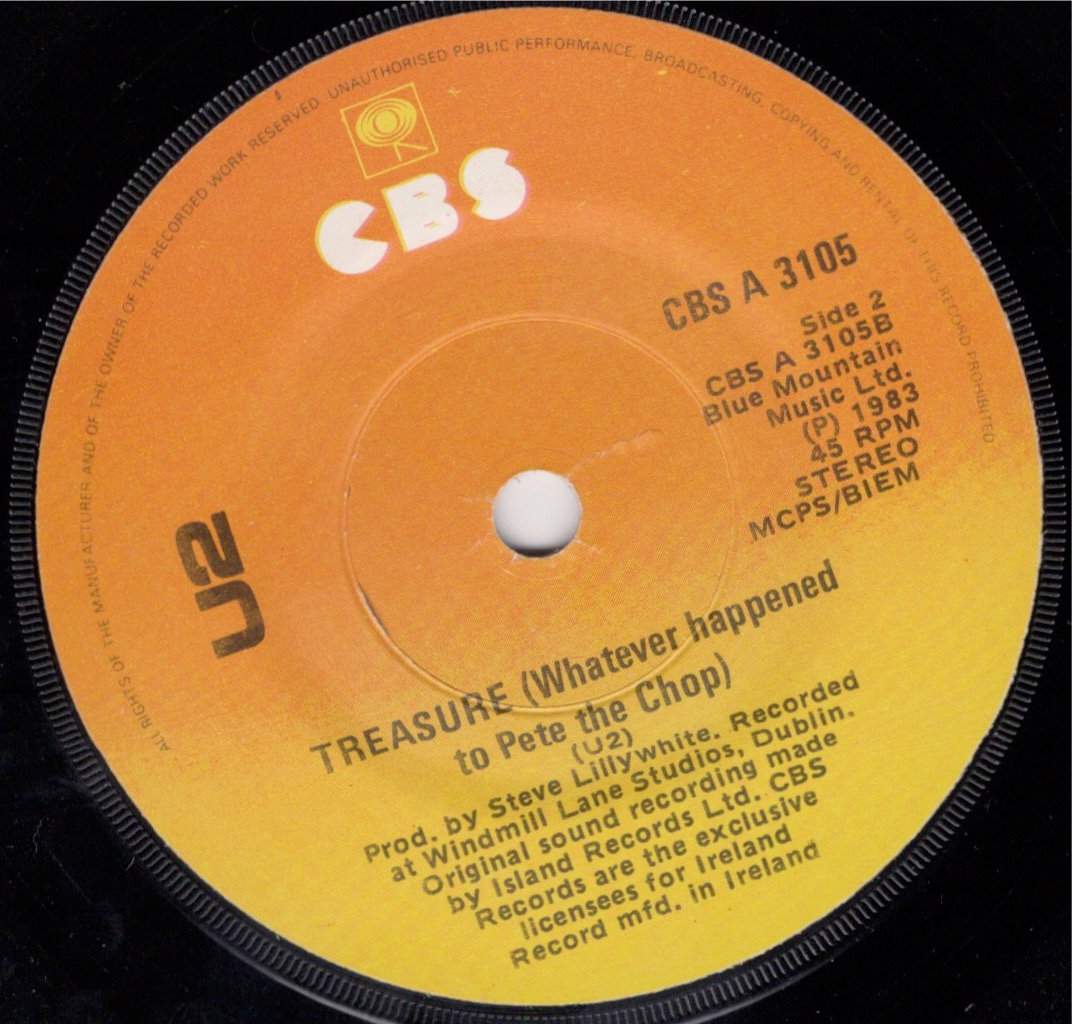 ALL RIGHTS OF THE MANUFACTURER AND OF THE OWNER OF THE RECORDED WORK RESERVED. UNAUTHORISED PUBLIC PERFORMANCE, BROADCASTING, COPYING AND RENTAL OF THIS RECORD PROHIBITED
CBS
CBS A 3105
Side 2
CBS A 3105B
Blue Mountain
Music Ltd.
(P) 1983
45 RPM
STEREO
MCPS/BIEM
U2
TREASURE (Whatever happened
to Pete the Chop)
(U2)
Prod. by Steve Lillywhite. Recorded
at Windmill Lane Studios, Dublin.
Original sound recording made
by Island Records Ltd. CBS
Records are the exclusive
licensees for Ireland
Record mfd. in Ireland